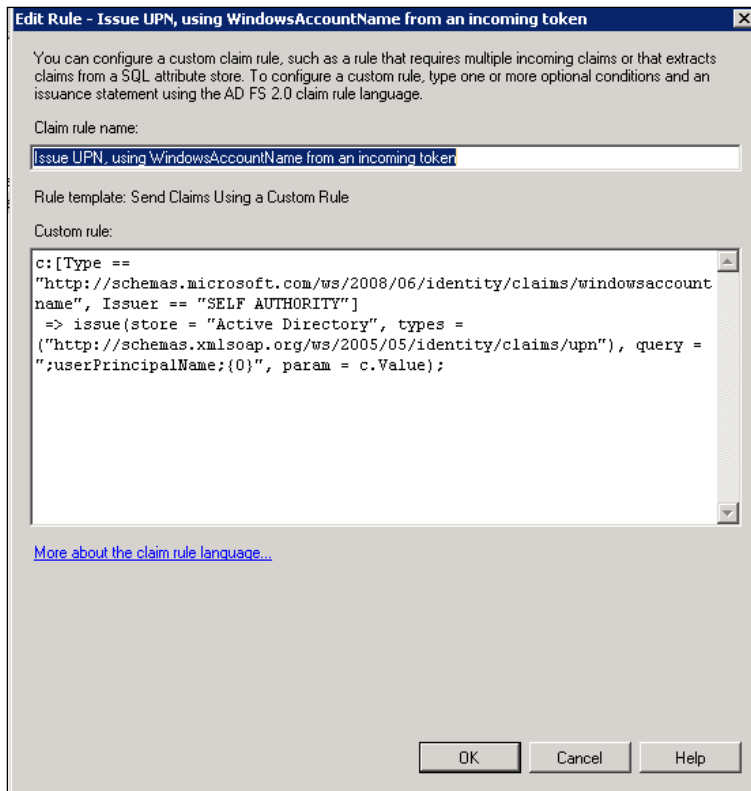 Edit Rule - Issue UPN, using WindowsAccountName from an incoming token
You can configure a custom claim rule, such as a rule that requires multiple incoming claims or that extracts
claims from a SQL attribute store. To configure a custom rule, type one or more optional conditions and an
issuance statement using the AD FS 2.0 claim rule language.
Claim rule name:
Issue UPN, using WindowsAccountName from an incoming token
Rule template: Send Claims Using a Custom Rule
Custom rule:
c:[Type ==
"http://schemas.microsoft.com/ws/2008/06/identity/claims/windowsaccount
name", Issuer == "SELF AUTHORITY"]
=> issue(store = "Active Directory", types =
("http://schemas.xmlsoap.org/ws/2005/05/identity/claims/upn"), query =
";userPrincipalName;{0}", param = c.Value);
More about the claim rule language...
OK Cancel Help